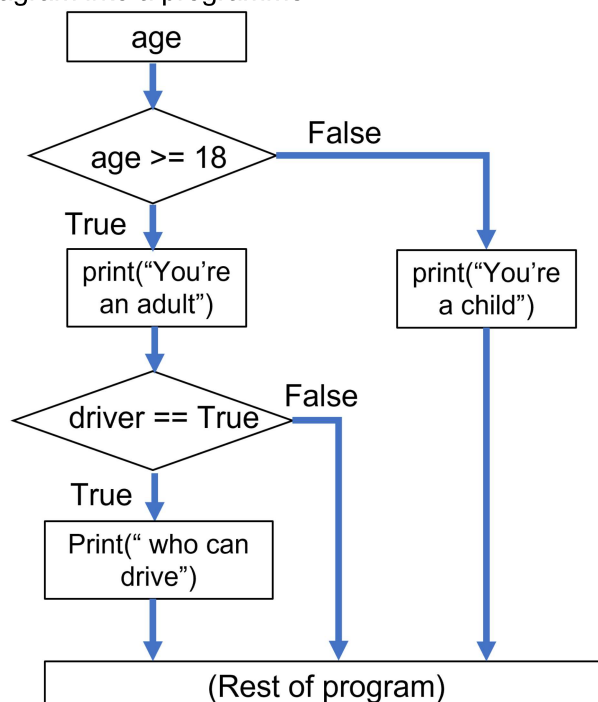 age
age >= 18
False
True
print(“You’re
an adult”)
print(“You’re
a child”)
driver == True
False
True
Print(“ who can
drive”)
(Rest of program)